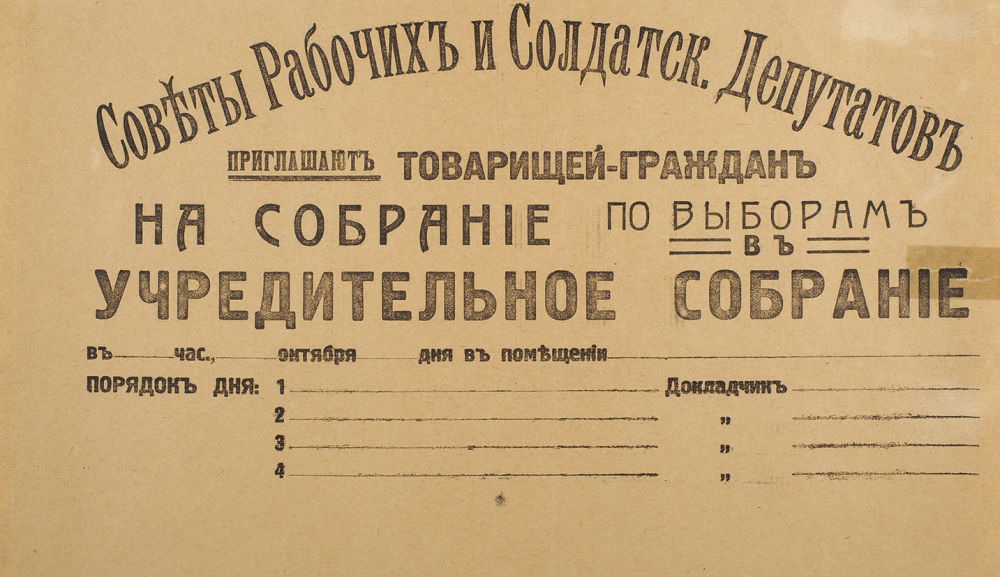 Совѣты Рабочихъ и Солдатск. Депутатовъ
ПРИГЛАШАЮТЪ ТОВАРИЩЕЙ-ГРАЖДАНЪ
НА СОБРАНІЕ ПО ВЫБОРАМЪ
ВЪ
УЧРЕДИТЕЛЬНОЕ СОБРАНІЕ
въ час., октября дня въ помѣщеніи
ПОРЯДОКЪ ДНЯ: 1 Докладчикъ
2 „
3 „
4 „